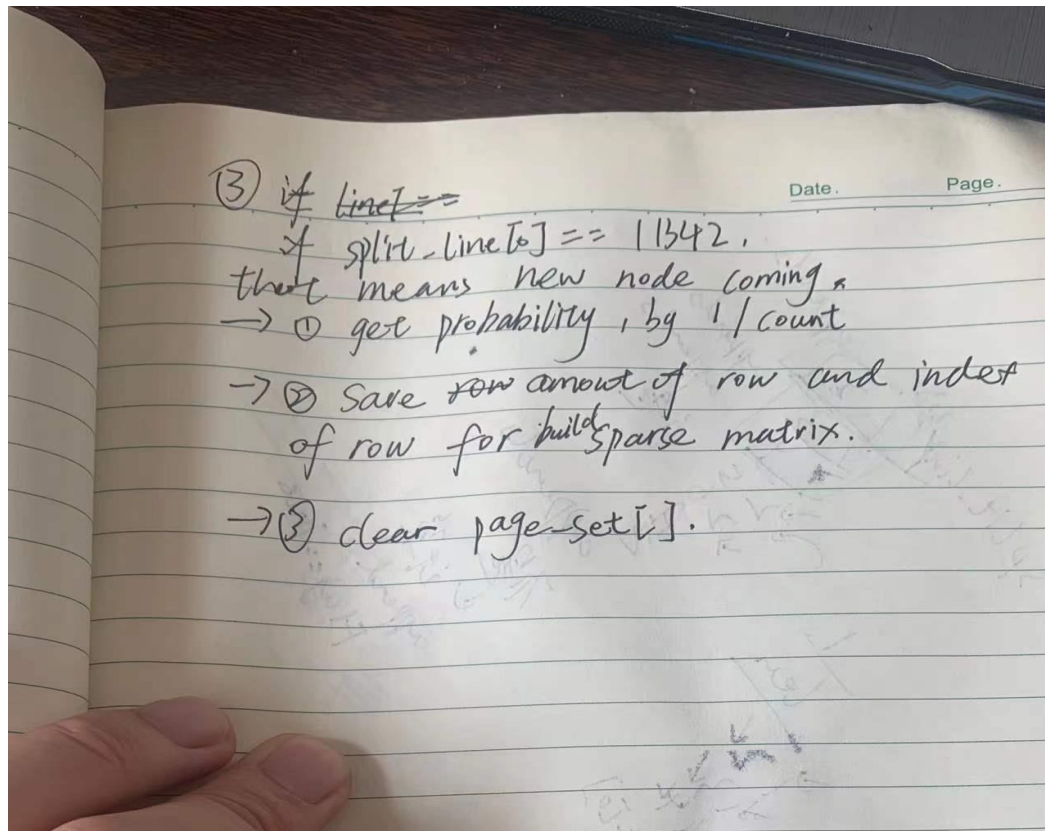 Date. Page.
③ if line[==
if split_line[0] == 11342.
that means new node coming.
→ ① get probability, by 1/count
→ ② Save row amout of row and index
of row for build sparse matrix.
→ ③ clear page_set[].